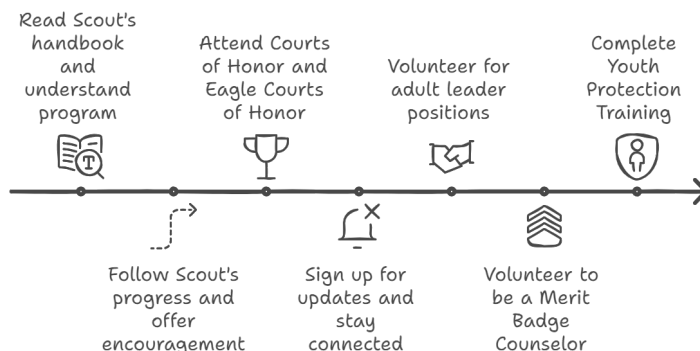 Read Scout's
handbook
and
understand
program
Attend Courts
of Honor and
Eagle Courts
of Honor
Volunteer for
adult leader
positions
Complete
Youth
Protection
Training
T
Follow Scout's
progress and
offer
encouragement
Sign up for
updates and
stay
connected
Volunteer to
be a Merit
Badge
Counselor